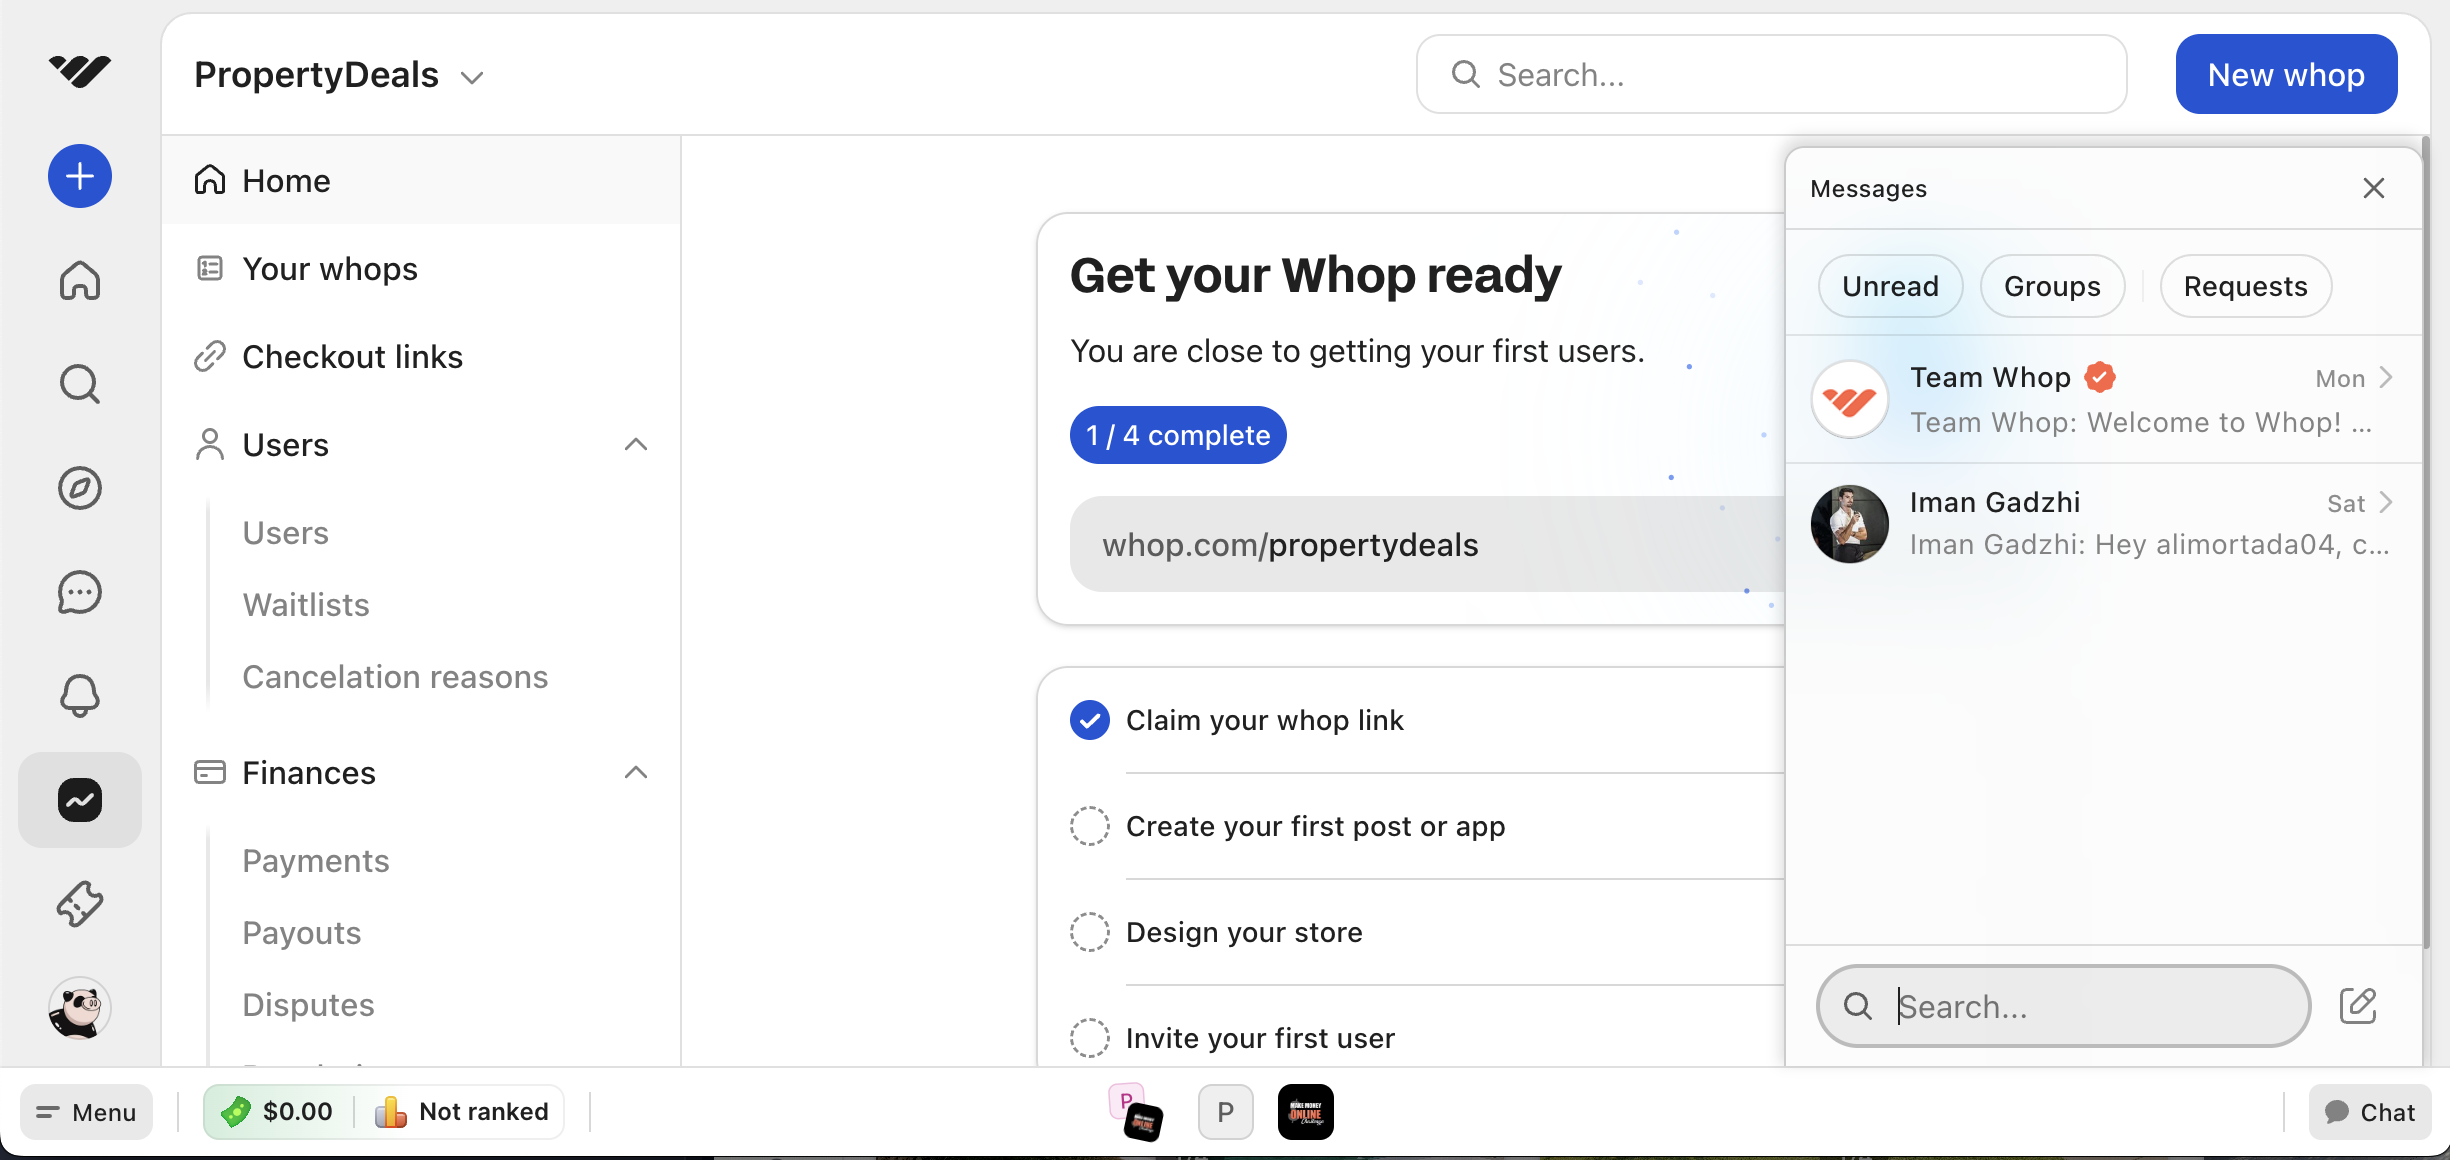 PropertyDeals
Search...
New whop
Home
Your whops
Checkout links
Users
Users
Waitlists
Cancelation reasons
Finances
Payments
Payouts
Disputes
Get your Whop ready
You are close to getting your first users.
1 / 4 complete
whop.com/propertydeals
Claim your whop link
Create your first post or app
Design your store
Invite your first user
Messages
Unread
Groups
Requests
Team Whop
Mon
Team Whop: Welcome to Whop! ...
Iman Gadzhi
Sat
Iman Gadzhi: Hey alimortada04, c...
Search...
Menu
$0.00
Not ranked
P
P
MAKE MONEY
ONLINE
Challenge
Chat